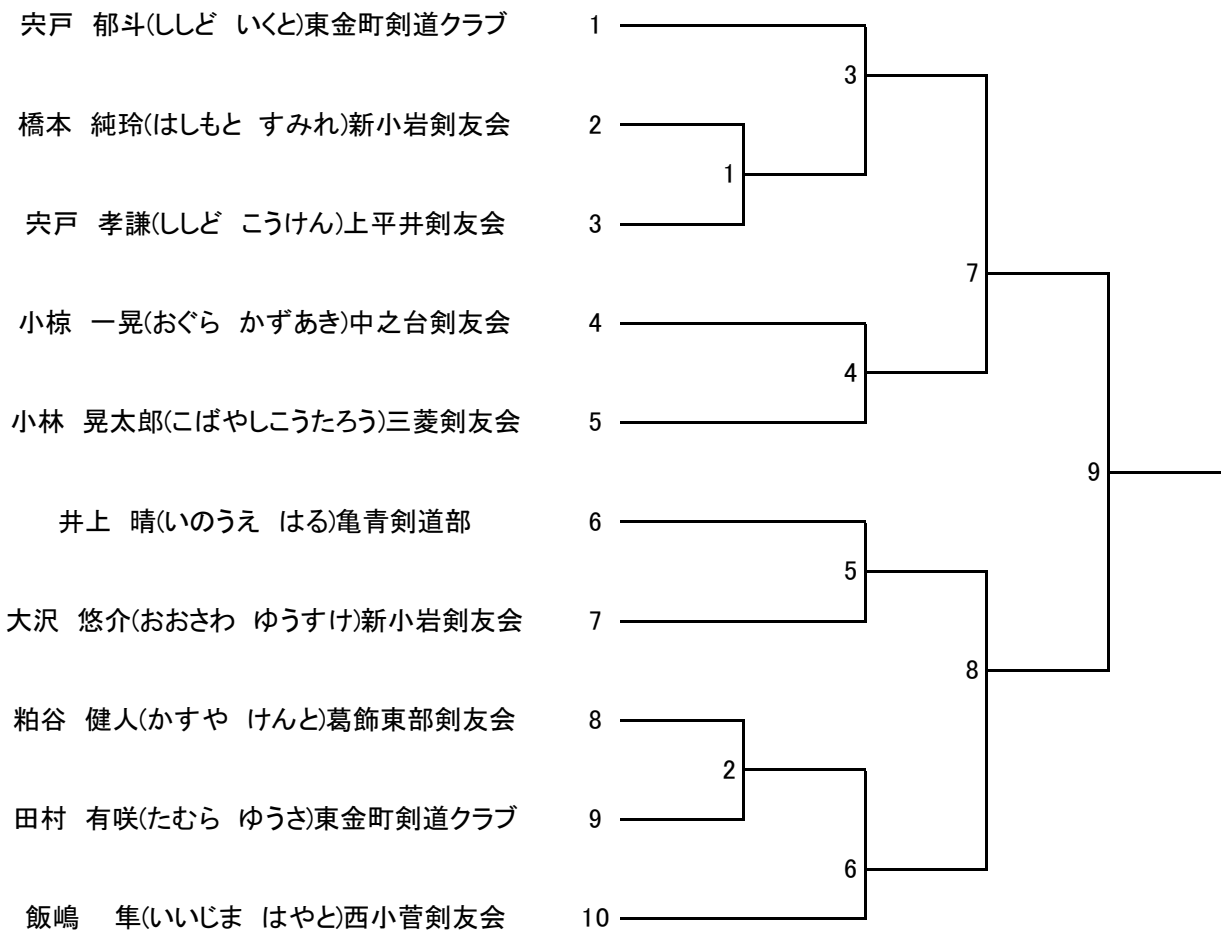 宍戸　郁斗(ししど　いくと)東金町剣道クラブ 1
3
橋本　純玲(はしもと　すみれ)新小岩剣友会 2
1
宍戸　孝謙(ししど　こうけん)上平井剣友会 3
7
小椋　一晃(おぐら　かずあき)中之台剣友会 4
4
小林　晃太郎(こばやしこうたろう)三菱剣友会 5
9
井上　晴(いのうえ　はる)亀青剣道部 6
5
大沢　悠介(おおさわ　ゆうすけ)新小岩剣友会 7
8
粕谷　健人(かすや　けんと)葛飾東部剣友会 8
2
田村　有咲(たむら　ゆうさ)東金町剣道クラブ 9
6
飯嶋　隼(いいじま　はやと)西小菅剣友会 10